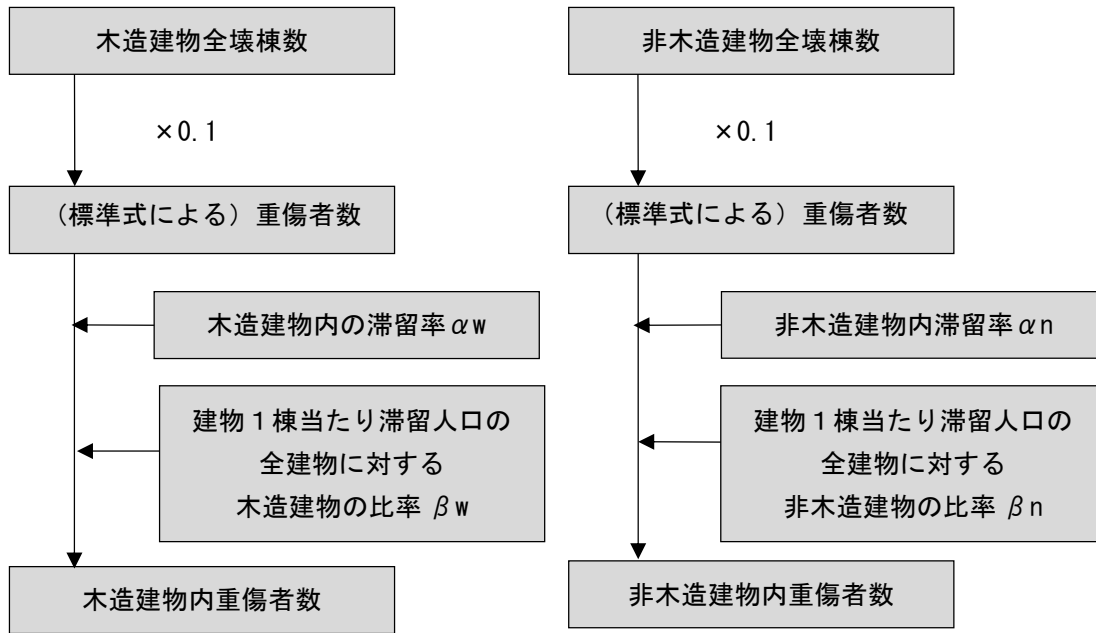 木造建物全壊棟数
×0.1
（標準式による）重傷者数
木造建物内の滞留率αw
建物１棟当たり滞留人口の
全建物に対する
木造建物の比率 βw
木造建物内重傷者数
非木造建物全壊棟数
×0.1
（標準式による）重傷者数
非木造建物内滞留率αn
建物１棟当たり滞留人口の
全建物に対する
非木造建物の比率 βn
非木造建物内重傷者数